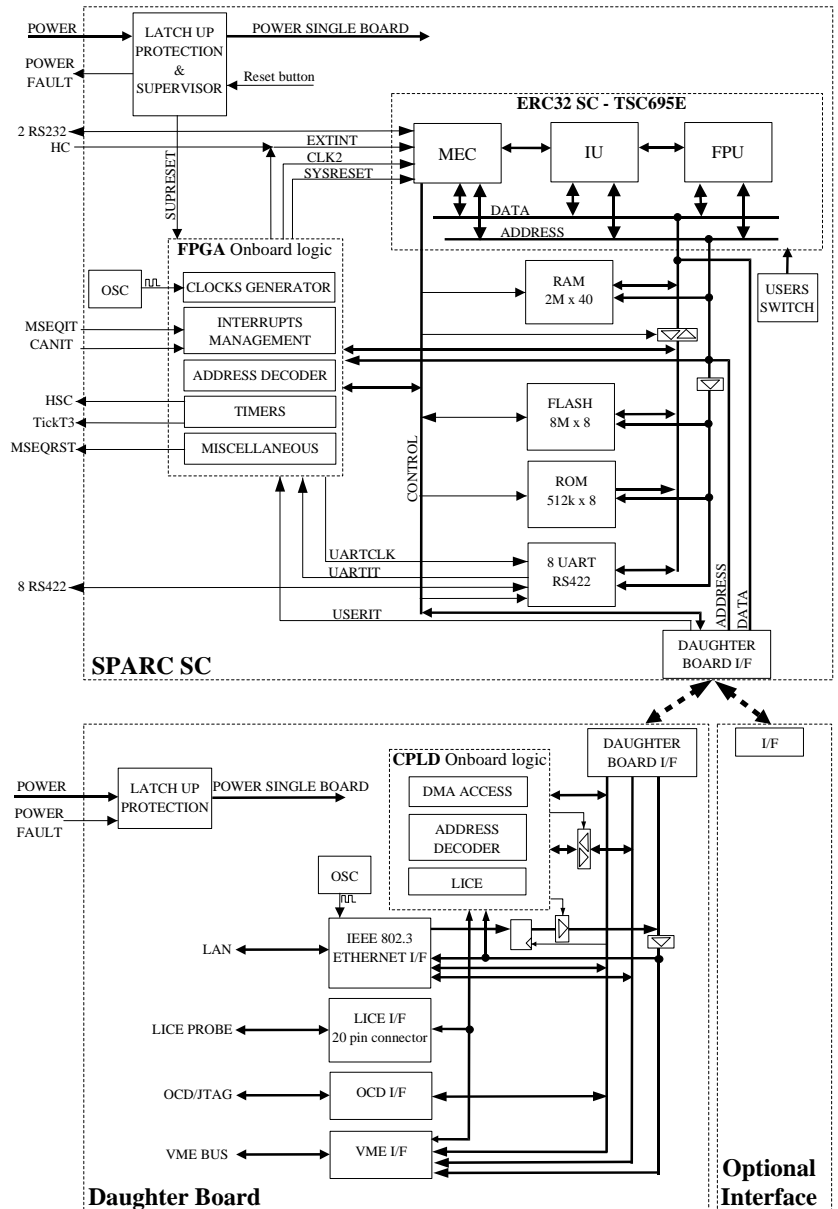 POWER
LATCH UP
PROTECTION
&
SUPERVISOR
POWER SINGLE BOARD
POWER
FAULT
Reset button
ERC32 SC - TSC695E
2 RS232
HC
EXTINT
CLK2
SYSRESET
MEC
IU
FPU
SUPRESET
DATA
ADDRESS
FPGA Onboard logic
OSC
CLOCKS GENERATOR
RAM
2M x 40
USERS
SWITCH
MSEQIT
CANIT
INTERRUPTS
MANAGEMENT
ADDRESS DECODER
HSC
TickT3
TIMERS
FLASH
8M x 8
MSEQRST
MISCELLANEOUS
CONTROL
ROM
512k x 8
UARTCLK
UARTIT
8 RS422
8 UART
RS422
USERIT
ADDRESS
DATA
SPARC SC
DAUGHTER
BOARD I/F
DAUGHTER
BOARD I/F
I/F
CPLD Onboard logic
POWER
LATCH UP
PROTECTION
POWER SINGLE BOARD
POWER
FAULT
DMA ACCESS
ADDRESS
DECODER
LICE
OSC
LAN
IEEE 802.3
ETHERNET I/F
LICE PROBE
LICE I/F
20 pin connector
OCD/JTAG
OCD I/F
VME BUS
VME I/F
Daughter Board
Optional
Interface